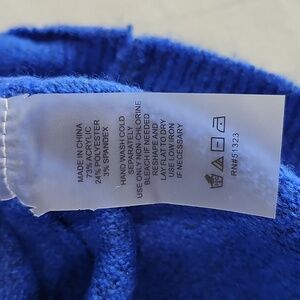 MADE IN CHINA
73% ACRYLIC
24% POLYESTER
3% SPANDEX
HAND WASH COLD
SEPARATELY
USE ONLY NON-CHLORINE
BLEACH IF NEEDED
RESHAPE AND
LAY FLAT TO DRY
USE LOW IRON
IF NECESSARY
RN#51323